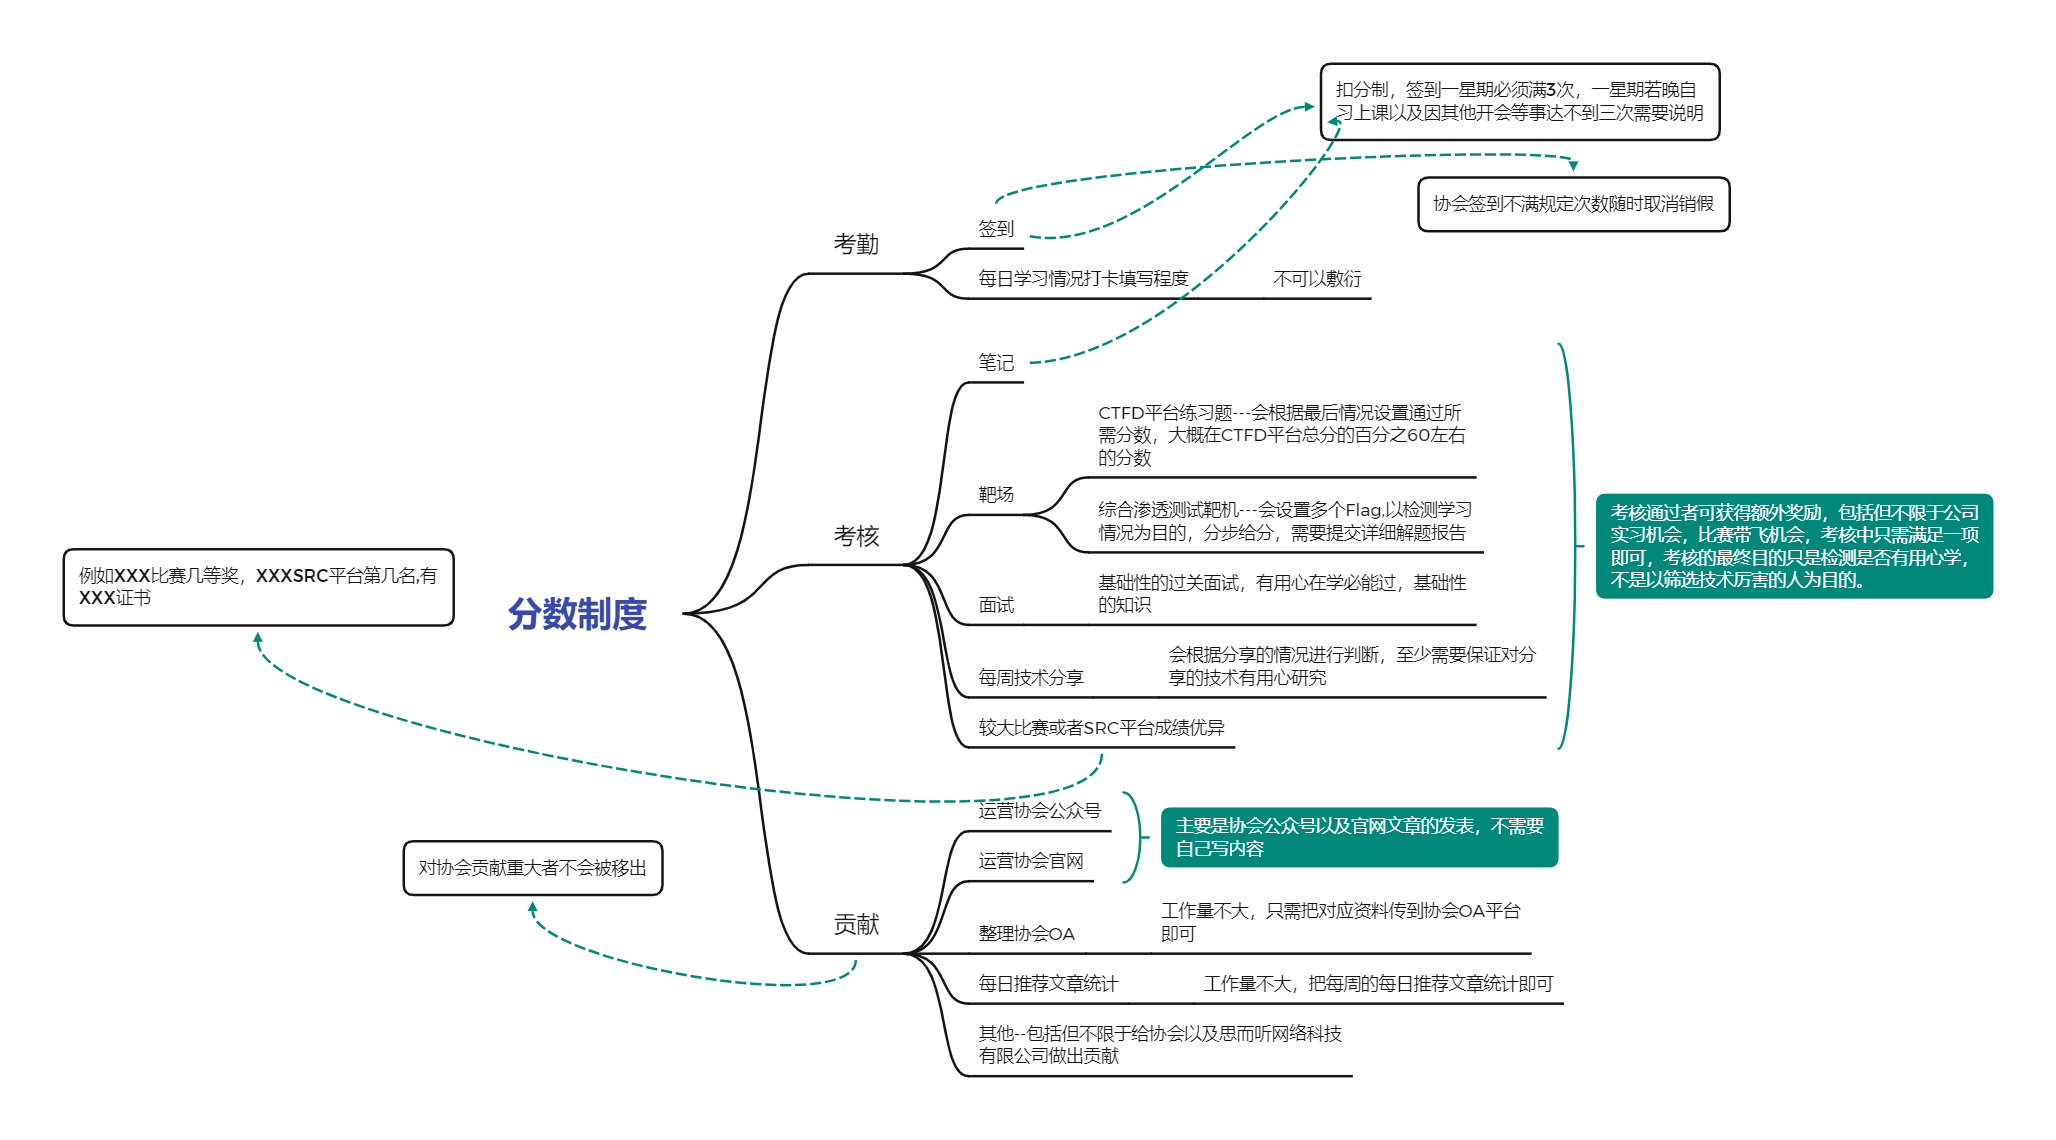 扣分制，签到一星期必须满3次，一星期若晚自
习上课以及因其他开会等事达不到三次需要说明
协会签到不满规定次数随时取消销假
签到
考勤
每日学习情况打卡填写程度
不可以敷衍
笔记
CTFD平台练习题---会根据最后情况设置通过所
需分数，大概在CTFD平台总分的百分之60左右
的分数
靶场
综合渗透测试靶机---会设置多个Flag,以检测学习
情况为目的，分步给分，需要提交详细解题报告
考核
考核通过者可获得额外奖励，包括但不限于公司
实习机会，比赛带飞机会，考核中只需满足一项
即可，考核的最终目的只是检测是否有用心学，
不是以筛选技术厉害的人为目的。
例如XXX比赛几等奖，XXXSRC平台第几名,有
XXX证书
分数制度
基础性的过关面试，有用心在学必能过，基础性
的知识
面试
会根据分享的情况进行判断，至少需要保证对分
享的技术有用心研究
每周技术分享
较大比赛或者SRC平台成绩优异
运营协会公众号
主要是协会公众号以及官网文章的发表，不需要
自己写内容
运营协会官网
对协会贡献重大者不会被移出
贡献
工作量不大，只需把对应资料传到协会OA平台
即可
整理协会OA
每日推荐文章统计
工作量不大，把每周的每日推荐文章统计即可
其他--包括但不限于给协会以及思而听网络科技
有限公司做出贡献